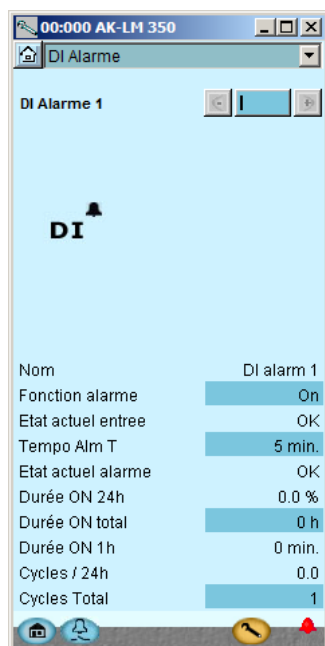 00:000 AK-LM 350
DI Alarme
DI Alarme 1
DI
Nom DI alarm 1
Fonction alarme On
Etat actuel entree OK
Tempo Alm T 5 min.
Etat actuel alarme OK
Durée ON 24h 0.0 %
Durée ON total 0 h
Durée ON 1h 0 min.
Cycles / 24h 0.0
Cycles Total 1